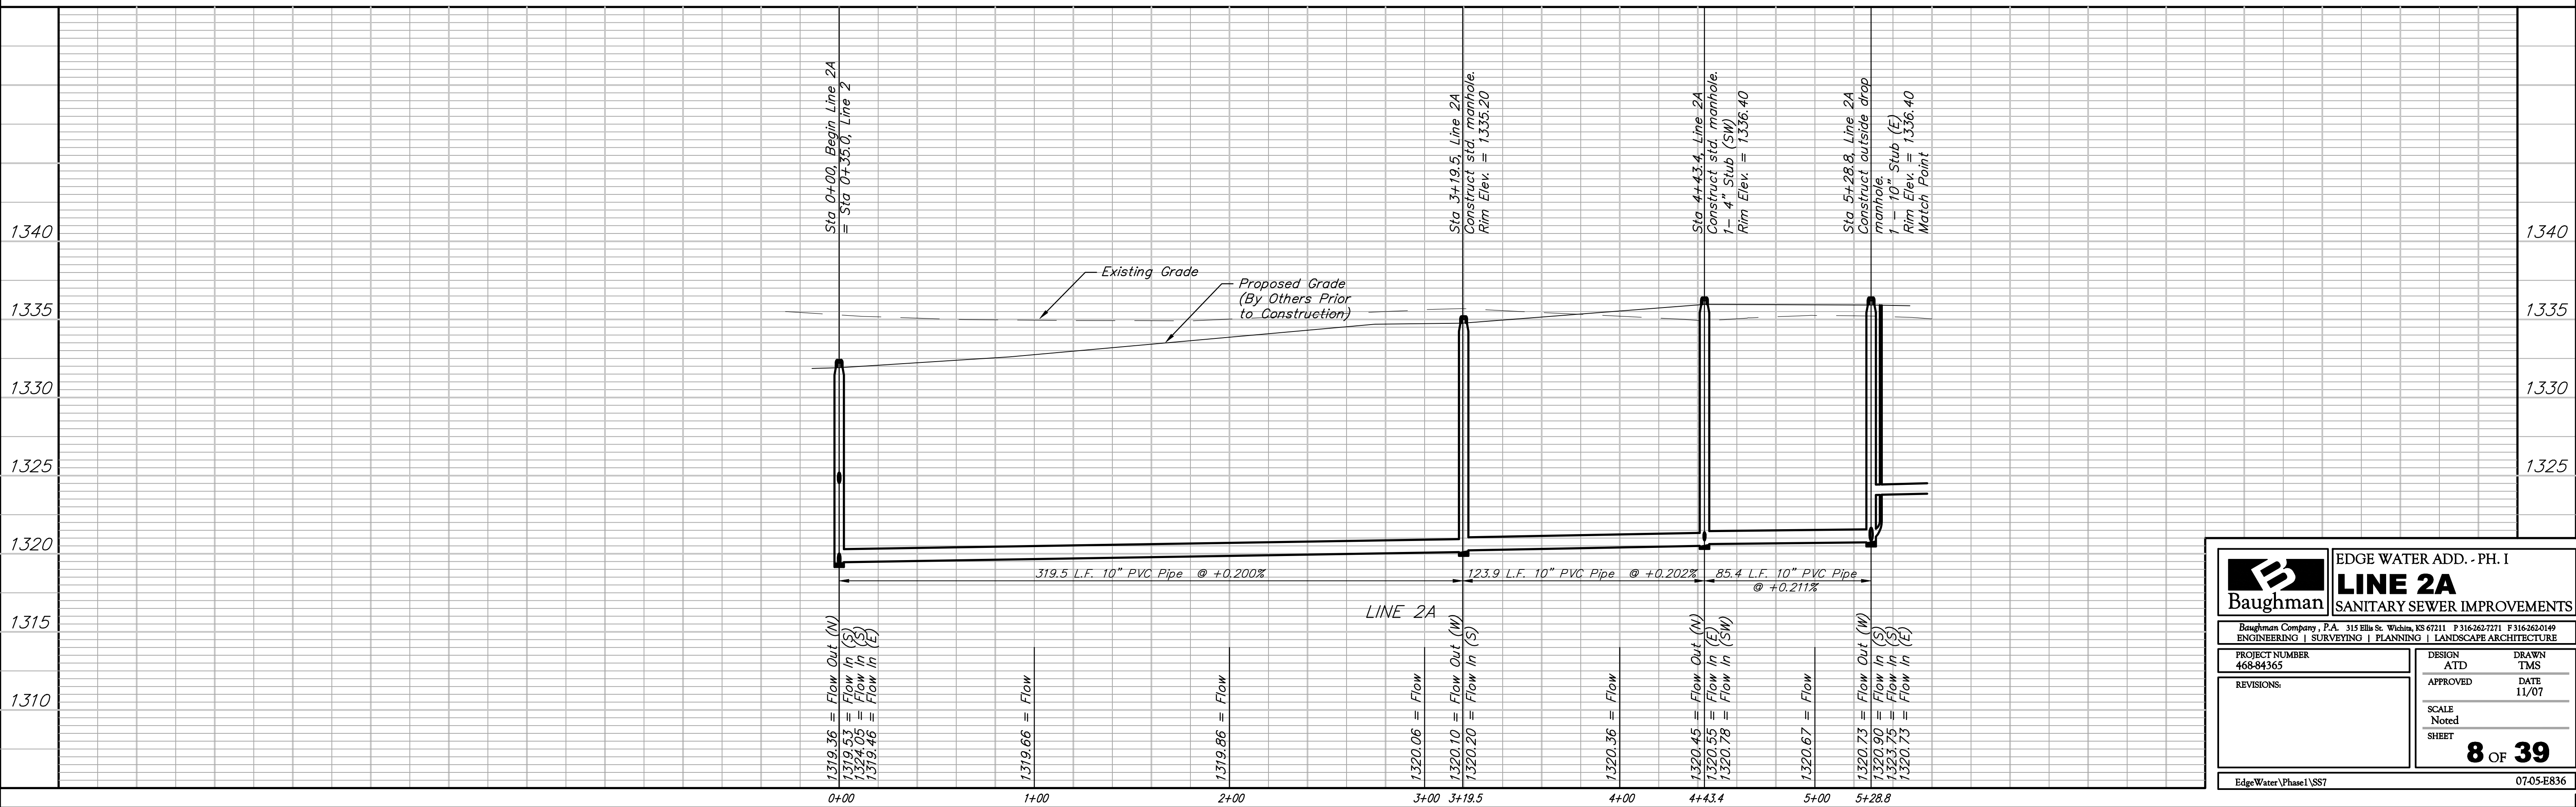 Sta 0+00, Begin Line 2A
= Sta 0+35.0, Line 2
Sta 3+19.5, Line 2A
Construct std. manhole.
Rim Elev. = 1335.20
Sta 4+43.4, Line 2A
Construct std. manhole.
1- 4" Stub (SW)
Rim Elev. = 1336.40
Sta 5+28.8, Line 2A
Construct outside drop
manhole.
1 - 10" Stub (E)
Rim Elev. = 1336.40
Match Point
1340
1335
1330
1325
1320
1315
1310
1340
1335
1330
1325
Existing Grade
Proposed Grade
(By Others Prior
to Construction)
319.5 L.F. 10" PVC Pipe @ +0.200%
123.9 L.F. 10" PVC Pipe @ +0.202%
85.4 L.F. 10" PVC Pipe
@ +0.211%
LINE 2A
1319.36 = Flow Out (N)
1319.53 = Flow In (S)
1324.05 = Flow In (S)
1319.46 = Flow In (E)
1319.66 = Flow
1319.86 = Flow
1320.06 = Flow
1320.10 = Flow Out (W)
1320.20 = Flow In (S)
1320.36 = Flow
1320.45 = Flow Out (N)
1320.55 = Flow In (E)
1320.78 = Flow In (SW)
1320.67 = Flow
1320.73 = Flow Out (W)
1320.90 = Flow In (S)
1323.75 = Flow In (S)
1320.73 = Flow In (E)
0+00
1+00
2+00
3+00
3+19.5
4+00
4+43.4
5+00
5+28.8
B
Baughman
EDGE WATER ADD. - PH. I
LINE 2A
SANITARY SEWER IMPROVEMENTS
Baughman Company, P.A. 315 Ellis St. Wichita, KS 67211 P 316-262-7271 F 316-262-0149
ENGINEERING | SURVEYING | PLANNING | LANDSCAPE ARCHITECTURE
PROJECT NUMBER
468-84365
REVISIONS:
DESIGN
ATD
DRAWN
TMS
APPROVED
DATE
11/07
SCALE
Noted
SHEET
8 OF 39
EdgeWater\Phase1\SS7
07-05-E836